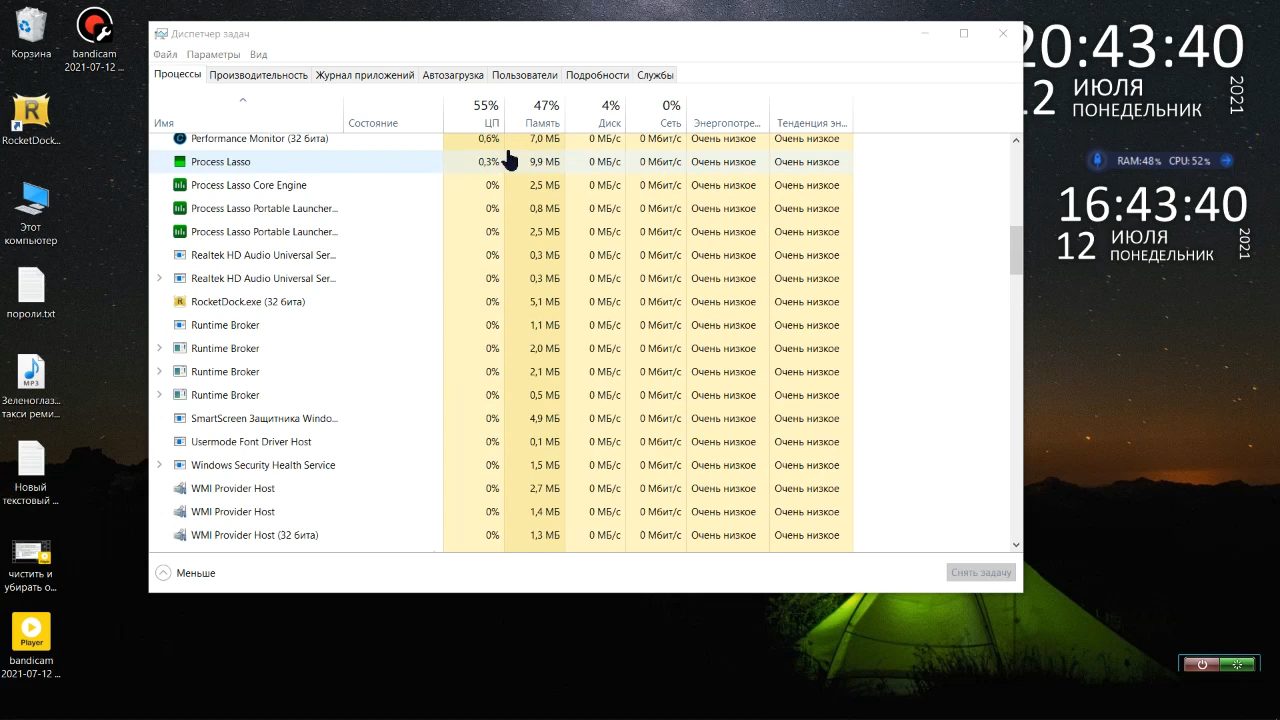 Корзина
bandicam
2021-07-12 ...
RocketDock...
Этот
компьютер
пороли.txt
MP3
Зеленоглаз...
такси реми...
Новый
текстовый ...
чистить и
убирать о...
Player
bandicam
2021-07-12 ...
Диспетчер задач
Файл Параметры Вид
Процессы Производительность Журнал приложений Автозагрузка Пользователи Подробности Службы
55% 47% 4% 0%
Имя Состояние ЦП Память Диск Сеть Энергопотре... Тенденция эн...
Performance Monitor (32 бита) 0,6% 7,0 МБ 0 МБ/с 0 Мбит/с Очень низкое Очень низкое
Process Lasso 0,3% 9,9 МБ 0 МБ/с 0 Мбит/с Очень низкое Очень низкое
Process Lasso Core Engine 0% 2,5 МБ 0 МБ/с 0 Мбит/с Очень низкое Очень низкое
Process Lasso Portable Launcher... 0% 0,8 МБ 0 МБ/с 0 Мбит/с Очень низкое Очень низкое
Process Lasso Portable Launcher... 0% 2,5 МБ 0 МБ/с 0 Мбит/с Очень низкое Очень низкое
Realtek HD Audio Universal Ser... 0% 0,3 МБ 0 МБ/с 0 Мбит/с Очень низкое Очень низкое
Realtek HD Audio Universal Ser... 0% 0,3 МБ 0 МБ/с 0 Мбит/с Очень низкое Очень низкое
RocketDock.exe (32 бита) 0% 5,1 МБ 0 МБ/с 0 Мбит/с Очень низкое Очень низкое
Runtime Broker 0% 1,1 МБ 0 МБ/с 0 Мбит/с Очень низкое Очень низкое
Runtime Broker 0% 2,0 МБ 0 МБ/с 0 Мбит/с Очень низкое Очень низкое
Runtime Broker 0% 2,1 МБ 0 МБ/с 0 Мбит/с Очень низкое Очень низкое
Runtime Broker 0% 0,5 МБ 0 МБ/с 0 Мбит/с Очень низкое Очень низкое
SmartScreen Защитника Windo... 0% 4,9 МБ 0 МБ/с 0 Мбит/с Очень низкое Очень низкое
Usermode Font Driver Host 0% 0,1 МБ 0 МБ/с 0 Мбит/с Очень низкое Очень низкое
Windows Security Health Service 0% 1,5 МБ 0 МБ/с 0 Мбит/с Очень низкое Очень низкое
WMI Provider Host 0% 2,7 МБ 0 МБ/с 0 Мбит/с Очень низкое Очень низкое
WMI Provider Host 0% 1,4 МБ 0 МБ/с 0 Мбит/с Очень низкое Очень низкое
WMI Provider Host (32 бита) 0% 1,3 МБ 0 МБ/с 0 Мбит/с Очень низкое Очень низкое
Меньше
Снять задачу
20:43:40
12 ИЮЛЯ
ПОНЕДЕЛЬНИК
2021
RAM:48% CPU:52%
16:43:40
12 ИЮЛЯ
ПОНЕДЕЛЬНИК
2021